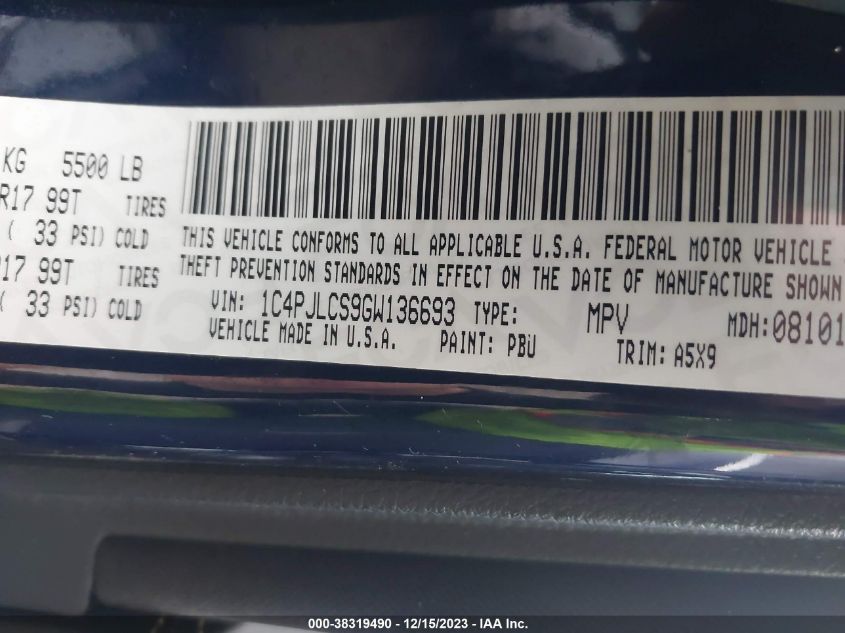 KG 5500 LB
R17 99T TIRES
( 33 PSI) COLD
R17 99T TIRES
( 33 PSI) COLD
THIS VEHICLE CONFORMS TO ALL APPLICABLE U.S.A. FEDERAL MOTOR VEHICLE
THEFT PREVENTION STANDARDS IN EFFECT ON THE DATE OF MANUFACTURE SHOWN
VIN: 1C4PJLCS9GW136693 TYPE: MPV MDH:08101
VEHICLE MADE IN U.S.A. PAINT: PBU TRIM: A5X9
000-38319490 - 12/15/2023 - IAA Inc.